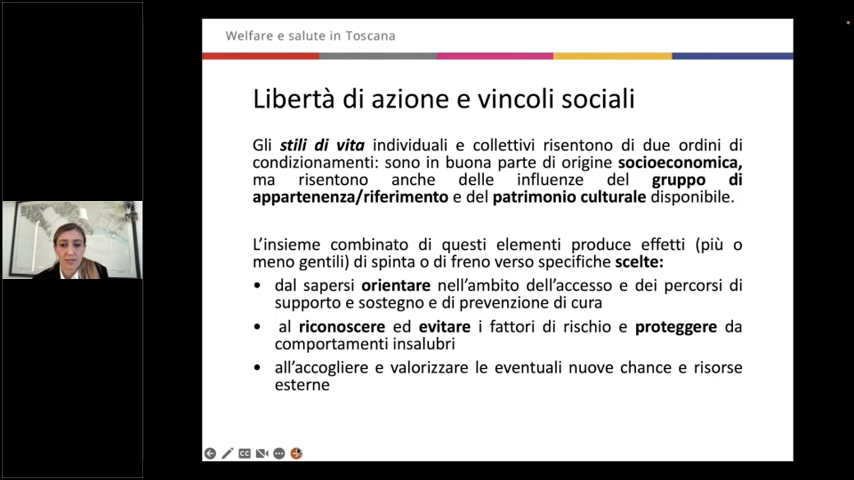 Welfare e salute in Toscana
Libertà di azione e vincoli sociali
Gli stili di vita individuali e collettivi risentono di due ordini di
condizionamenti: sono in buona parte di origine socioeconomica,
ma risentono anche delle influenze del gruppo di
appartenenza/riferimento e del patrimonio culturale disponibile.
L'insieme combinato di questi elementi produce effetti (più o
meno gentili) di spinta o di freno verso specifiche scelte:
• dal sapersi orientare nell'ambito dell'accesso e dei percorsi di
supporto e sostegno e di prevenzione di cura
• al riconoscere ed evitare i fattori di rischio e proteggere da
comportamenti insalubri
• all'accogliere e valorizzare le eventuali nuove chance e risorse
esterne
CC